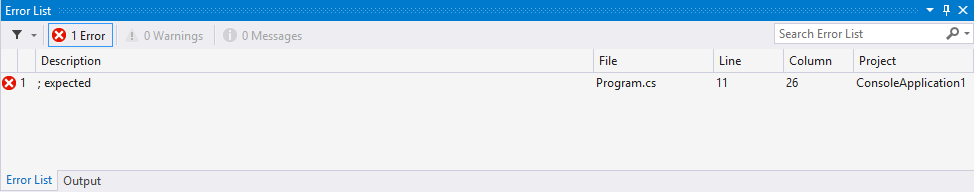 Error List
1 Error 0 Warnings 0 Messages Search Error List
Description File Line Column Project
1 ; expected Program.cs 11 26 ConsoleApplication1
Error List Output